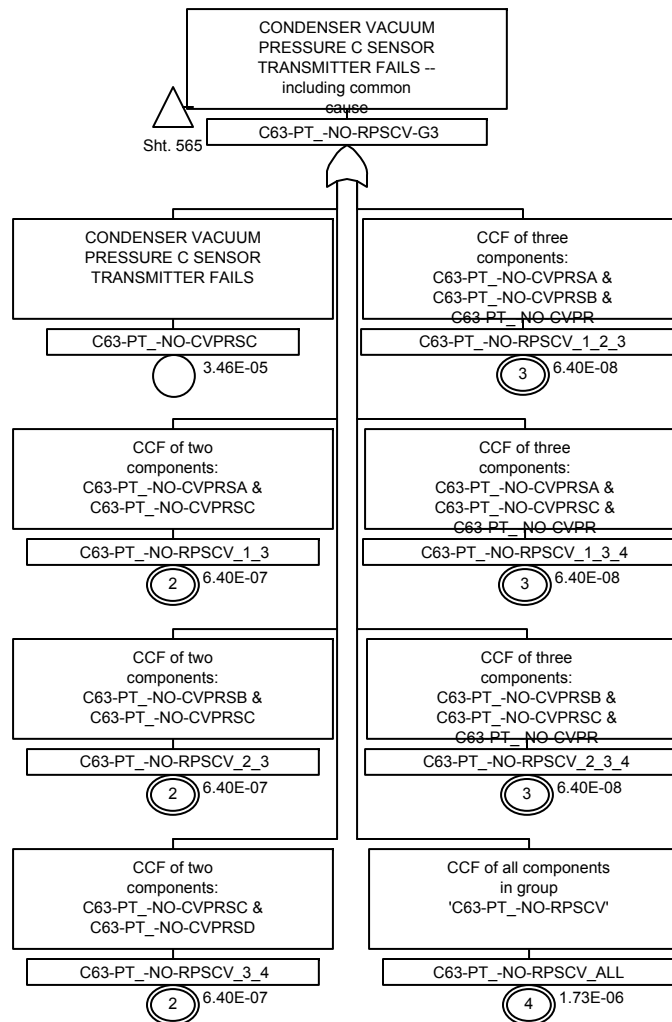 CONDENSER VACUUM
PRESSURE C SENSOR
TRANSMITTER FAILS --
including common
cause
C63-PT_-NO-RPSCV-G3
Sht. 565
CONDENSER VACUUM
PRESSURE C SENSOR
TRANSMITTER FAILS
C63-PT_-NO-CVPRSC
3.46E-05
CCF of three
components:
C63-PT_-NO-CVPRSA &
C63-PT_-NO-CVPRSB &
C63-PT_-NO-CVPR
C63-PT_-NO-RPSCV_1_2_3
3
6.40E-08
CCF of two
components:
C63-PT_-NO-CVPRSA &
C63-PT_-NO-CVPRSC
C63-PT_-NO-RPSCV_1_3
2
6.40E-07
CCF of three
components:
C63-PT_-NO-CVPRSA &
C63-PT_-NO-CVPRSC &
C63-PT_-NO-CVPR
C63-PT_-NO-RPSCV_1_3_4
3
6.40E-08
CCF of two
components:
C63-PT_-NO-CVPRSB &
C63-PT_-NO-CVPRSC
C63-PT_-NO-RPSCV_2_3
2
6.40E-07
CCF of three
components:
C63-PT_-NO-CVPRSB &
C63-PT_-NO-CVPRSC &
C63-PT_-NO-CVPR
C63-PT_-NO-RPSCV_2_3_4
3
6.40E-08
CCF of two
components:
C63-PT_-NO-CVPRSC &
C63-PT_-NO-CVPRSD
C63-PT_-NO-RPSCV_3_4
2
6.40E-07
CCF of all components
in group
'C63-PT_-NO-RPSCV'
C63-PT_-NO-RPSCV_ALL
4
1.73E-06